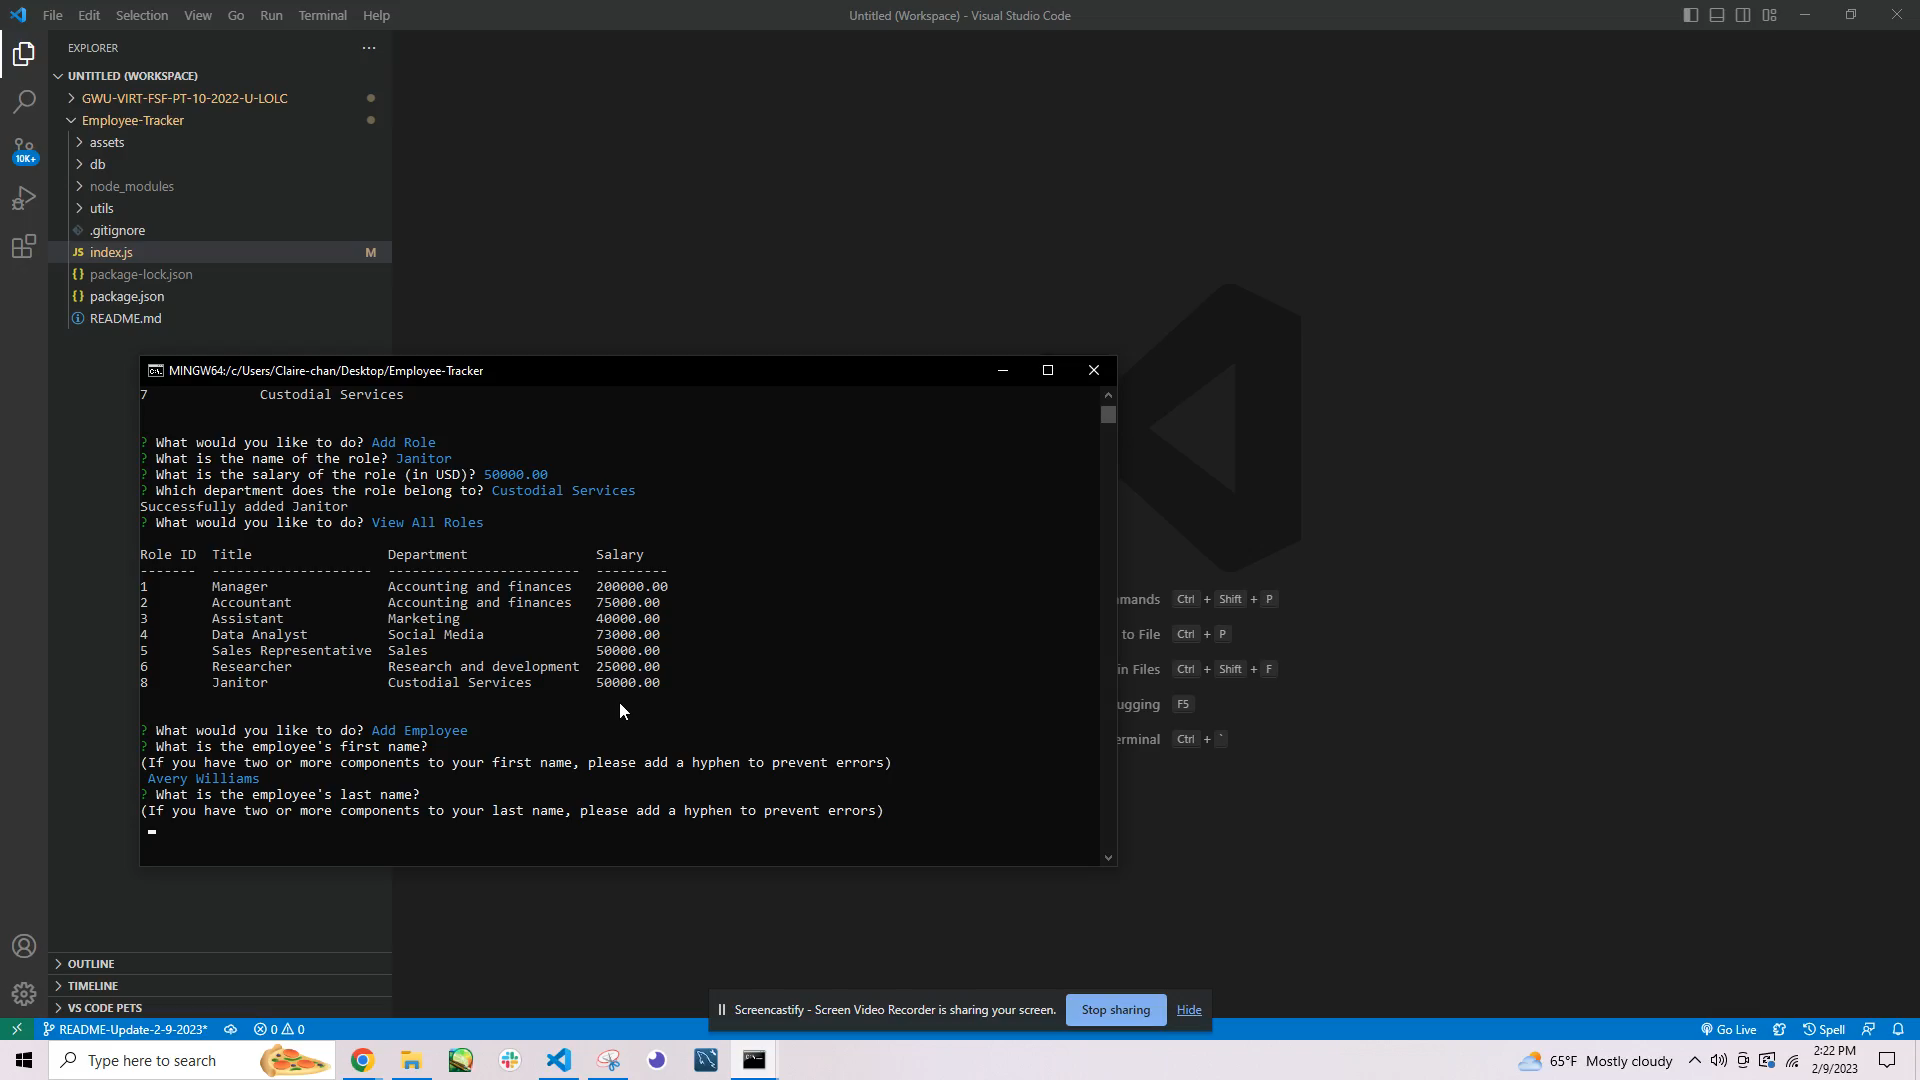 File Edit Selection View Go Run Terminal Help
Untitled (Workspace) - Visual Studio Code
EXPLORER
UNTITLED (WORKSPACE)
GWU-VIRT-FSF-PT-10-2022-U-LOLC
Employee-Tracker
assets
db
10K+
node_modules
utils
.gitignore
JS index.js M
{} package-lock.json
{} package.json
README.md
MINGW64:/c/Users/Claire-chan/Desktop/Employee-Tracker
7 Custodial Services
? What would you like to do? Add Role
? What is the name of the role? Janitor
? What is the salary of the role (in USD)? 50000.00
? Which department does the role belong to? Custodial Services
Successfully added Janitor
? What would you like to do? View All Roles
Role ID Title Department Salary
------- -------------------- ------------------------ ---------
1 Manager Accounting and finances 200000.00
2 Accountant Accounting and finances 75000.00
3 Assistant Marketing 40000.00
4 Data Analyst Social Media 73000.00
5 Sales Representative Sales 50000.00
6 Researcher Research and development 25000.00
8 Janitor Custodial Services 50000.00
? What would you like to do? Add Employee
? What is the employee's first name?
(If you have two or more components to your first name, please add a hyphen to prevent errors)
Avery Williams
? What is the employee's last name?
(If you have two or more components to your last name, please add a hyphen to prevent errors)
mmands Ctrl + Shift + P
to File Ctrl + P
in Files Ctrl + Shift + F
ugging F5
erminal Ctrl + `
OUTLINE
TIMELINE
VS CODE PETS
Screencastify - Screen Video Recorder is sharing your screen. Stop sharing Hide
README-Update-2-9-2023* 0 0 Go Live Spell
Type here to search
65°F Mostly cloudy
2:22 PM
2/9/2023